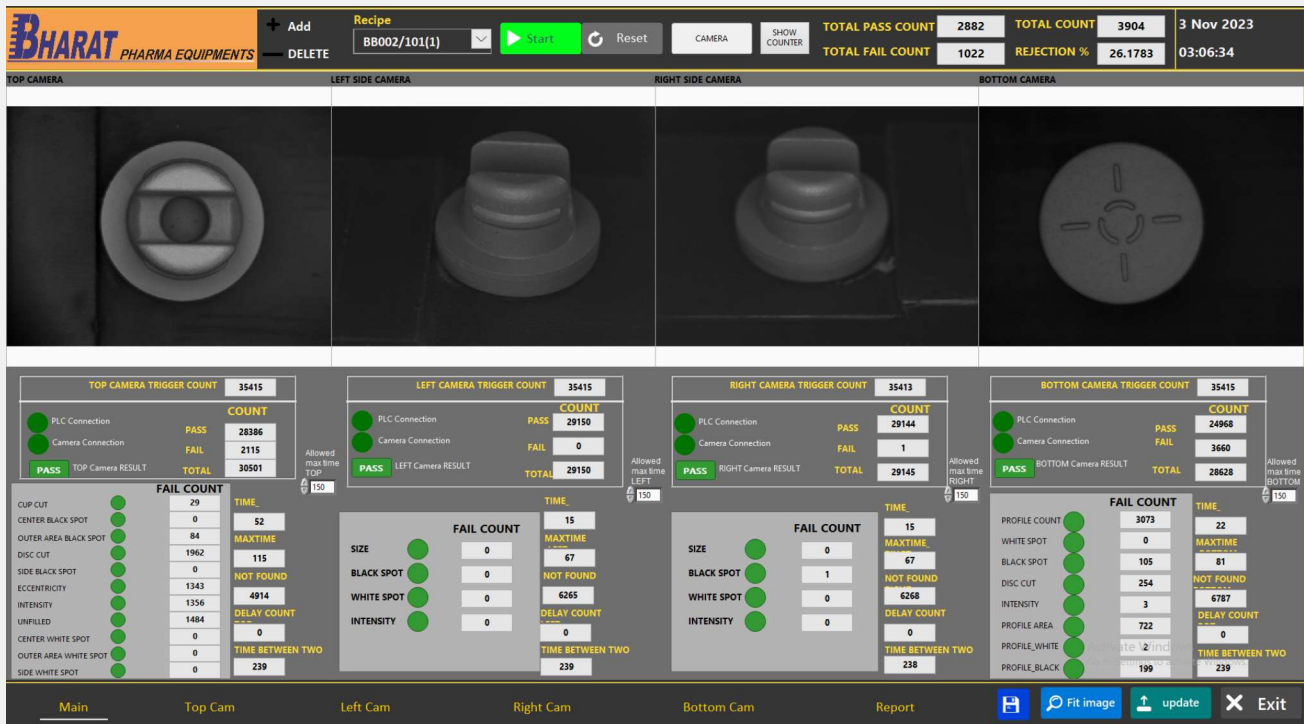 BHARAT PHARMA EQUIPMENTS
Add
DELETE
Recipe
BB002/101(1)
Start
Reset
CAMERA
SHOW
COUNTER
TOTAL PASS COUNT 2882
TOTAL FAIL COUNT 1022
TOTAL COUNT 3904
REJECTION % 26.1783
3 Nov 2023
03:06:34
TOP CAMERA
LEFT SIDE CAMERA
RIGHT SIDE CAMERA
BOTTOM CAMERA
TOP CAMERA TRIGGER COUNT 35415
COUNT
PLC Connection
PASS 28386
Camera Connection
FAIL 2115
PASS TOP Camera RESULT
TOTAL 30501
Allowed
max time
TOP
150
FAIL COUNT
CUP CUT 29
CENTER BLACK SPOT 0
OUTER AREA BLACK SPOT 84
DISC CUT 1962
SIDE BLACK SPOT 0
ECCENTRICITY 1343
INTENSITY 1356
UNFILLED 1484
CENTER WHITE SPOT 0
OUTER AREA WHITE SPOT 0
SIDE WHITE SPOT 0
TIME_
52
MAXTIME
115
NOT FOUND
4914
DELAY COUNT
0
TIME BETWEEN TWO
239
LEFT CAMERA TRIGGER COUNT 35415
COUNT
PLC Connection
PASS 29150
Camera Connection
FAIL 0
PASS LEFT Camera RESULT
TOTAL 29150
Allowed
max time
LEFT
150
FAIL COUNT
SIZE 0
BLACK SPOT 0
WHITE SPOT 0
INTENSITY 0
TIME_
15
MAXTIME
67
NOT FOUND
6265
DELAY COUNT
0
TIME BETWEEN TWO
239
RIGHT CAMERA TRIGGER COUNT 35413
COUNT
PLC Connection
PASS 29144
Camera Connection
FAIL 1
PASS RIGHT Camera RESULT
TOTAL 29145
Allowed
max time
RIGHT
150
FAIL COUNT
SIZE 0
BLACK SPOT 1
WHITE SPOT 0
INTENSITY 0
TIME_
15
MAXTIME_
67
NOT FOUND
6268
DELAY COUNT
0
TIME BETWEEN TWO
238
BOTTOM CAMERA TRIGGER COUNT 35415
COUNT
PLC Connection
PASS 24968
Camera Connection
FAIL 3660
PASS BOTTOM Camera RESULT
TOTAL 28628
Allowed
max time
BOTTOM
150
FAIL COUNT
PROFILE COUNT 3073
WHITE SPOT 0
BLACK SPOT 105
DISC CUT 254
INTENSITY 3
PROFILE AREA 722
PROFILE_WHITE 2
PROFILE_BLACK 199
TIME_
22
MAXTIME
81
NOT FOUND
6787
DELAY COUNT
0
TIME BETWEEN TWO
239
Main
Top Cam
Left Cam
Right Cam
Bottom Cam
Report
Fit image
update
Exit